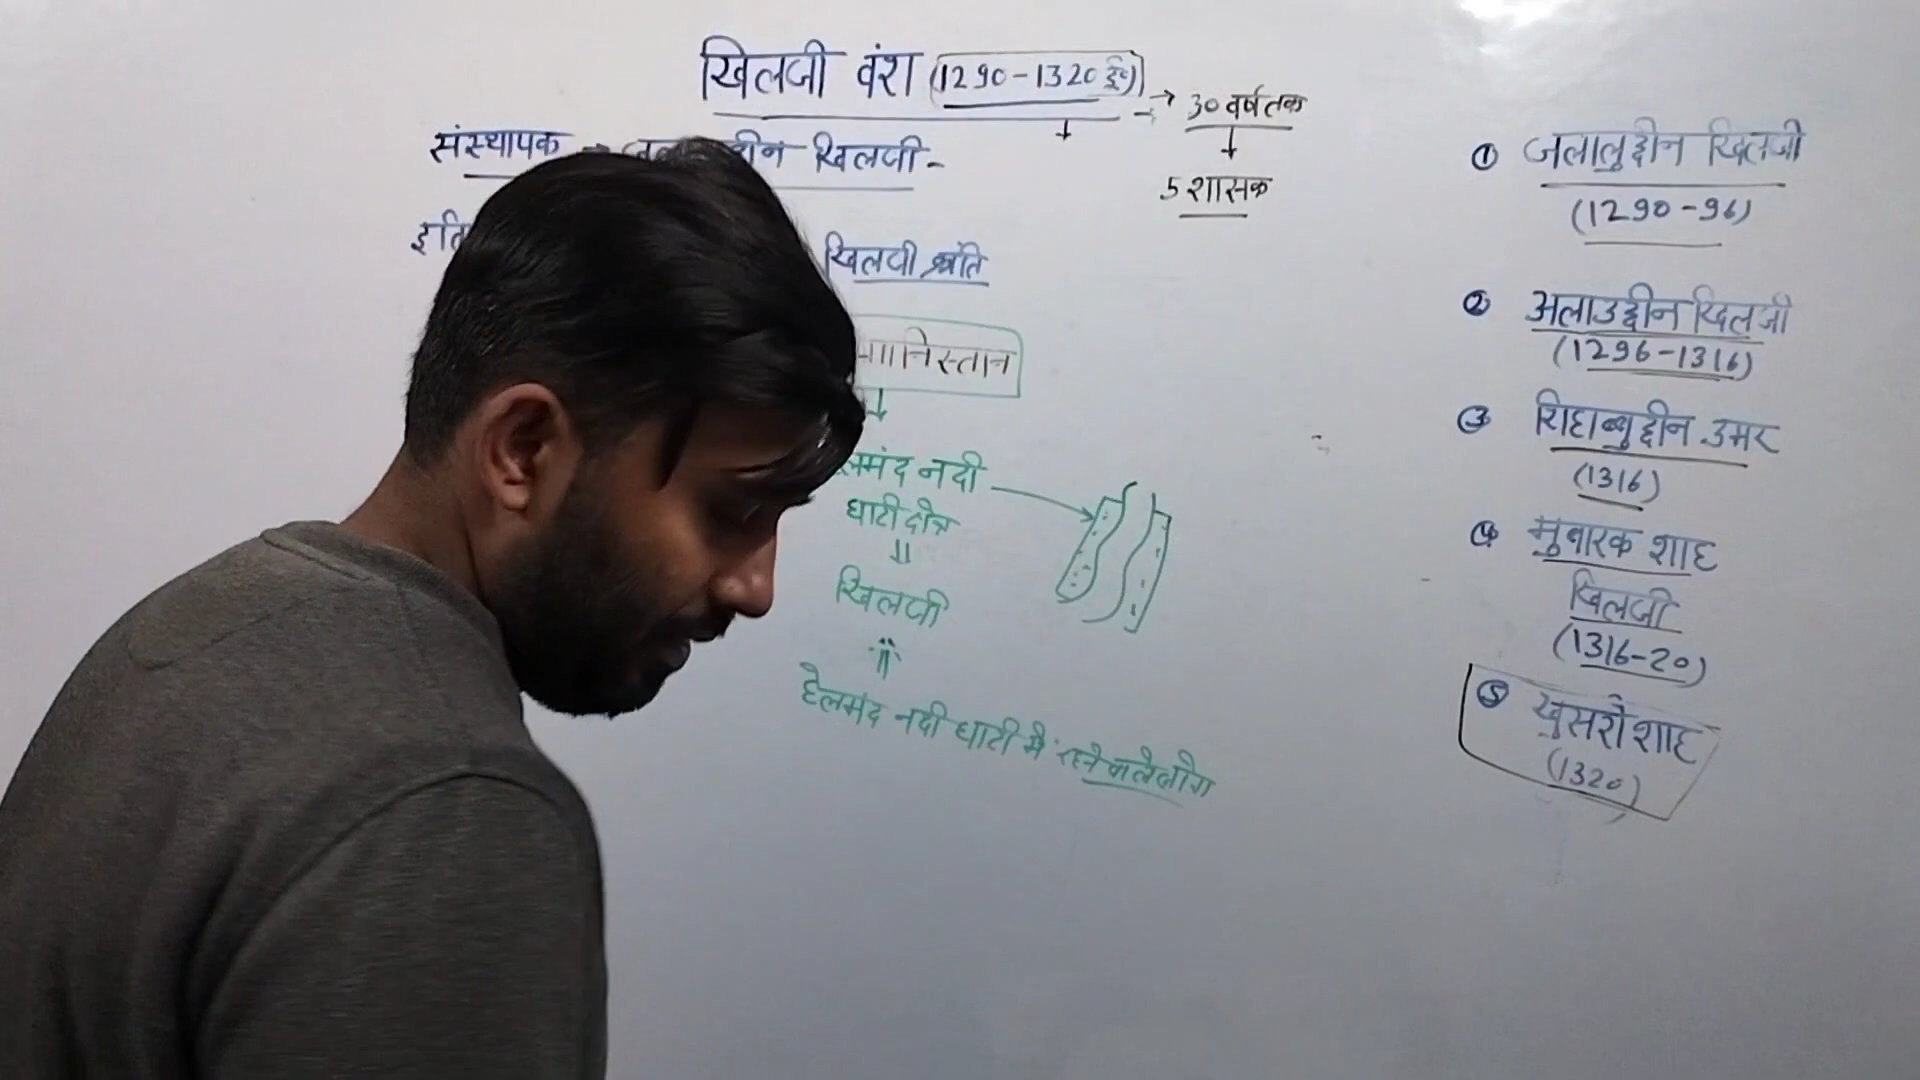 खिलजी वंश (1290-1320 ई०)
→ 30 वर्ष तक
5 शासक
संस्थापक → खिलजी -
खिलजी क्रांति
नदी
घाटी क्षेत्र
खिलजी
हेलमंद नदी घाटी में रहने वाले लोग
① जलालुद्दीन खिलजी
(1290-96)
② अलाउद्दीन खिलजी
(1296-1316)
③ शिहाबुद्दीन उमर
(1316)
④ मुबारक शाह
खिलजी
(1316-20)
⑤ खुसरो शाह
(1320)